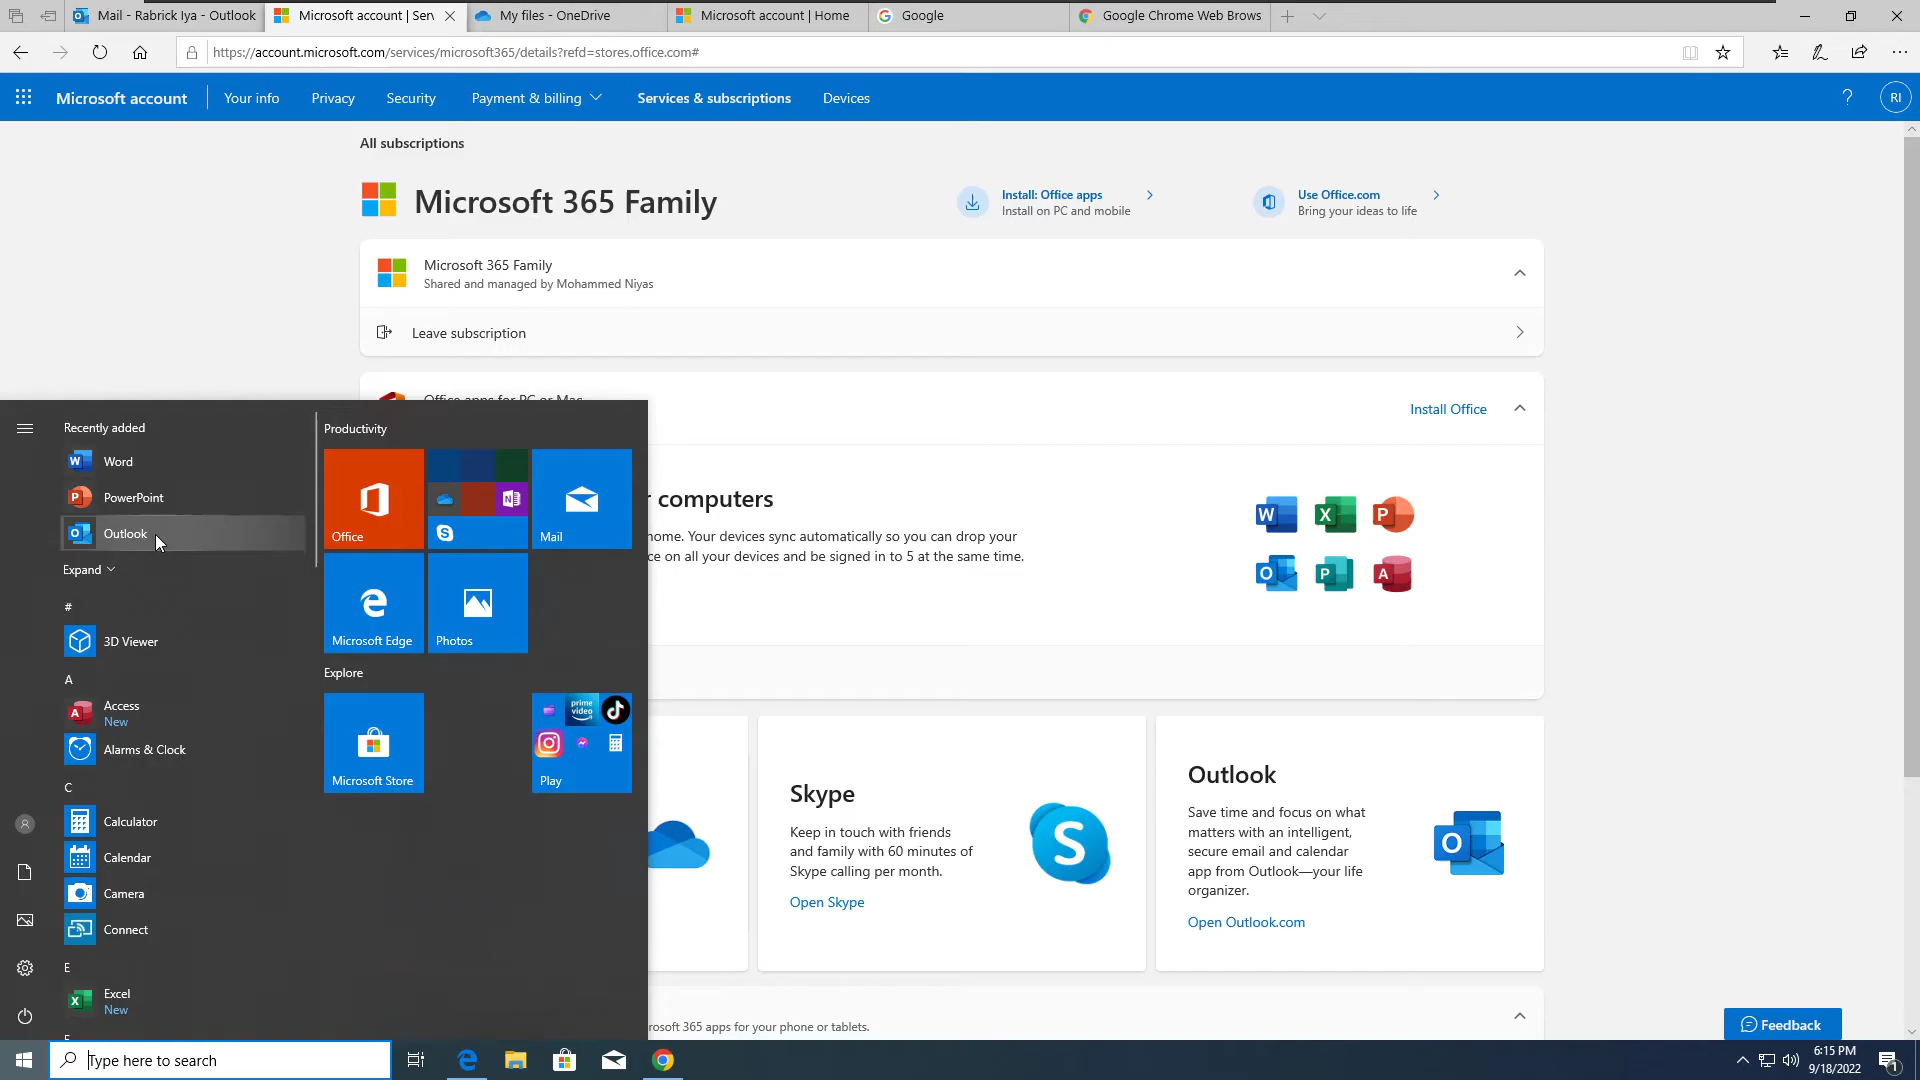 Mail - Rabrick Iya - Outlook
Microsoft account | Serv
My files - OneDrive
Microsoft account | Home
Google
Google Chrome Web Brows
https://account.microsoft.com/services/microsoft365/details?refd=stores.office.com#
Microsoft account
Your info
Privacy
Security
Payment & billing
Services & subscriptions
Devices
?
RI
All subscriptions
Microsoft 365 Family
Install: Office apps
Install on PC and mobile
Use Office.com
Bring your ideas to life
Microsoft 365 Family
Shared and managed by Mohammed Niyas
Leave subscription
Install Office
computers
home. Your devices sync automatically so you can drop your
ce on all your devices and be signed in to 5 at the same time.
Skype
Keep in touch with friends
and family with 60 minutes of
Skype calling per month.
Open Skype
Outlook
Save time and focus on what
matters with an intelligent,
secure email and calendar
app from Outlook—your life
organizer.
Open Outlook.com
rosoft 365 apps for your phone or tablets.
Feedback
Recently added
Word
PowerPoint
Outlook
Expand
#
3D Viewer
A
Access
New
Alarms & Clock
C
Calculator
Calendar
Camera
Connect
E
Excel
New
Productivity
Office
Mail
Microsoft Edge
Photos
Explore
Microsoft Store
prime
video
Play
Type here to search
6:15 PM
9/18/2022
1